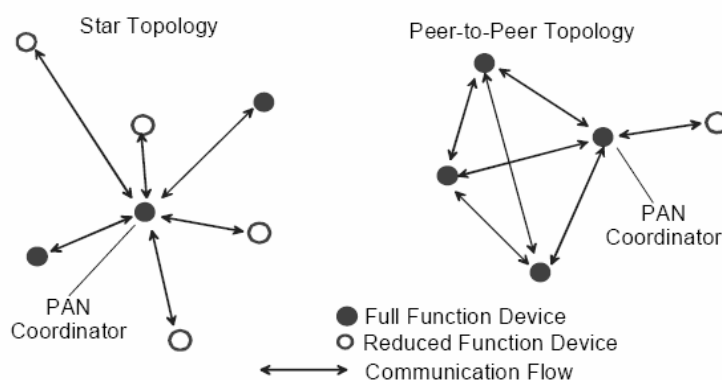 Star Topology
Peer-to-Peer Topology
PAN
Coordinator
PAN
Coordinator
Full Function Device
Reduced Function Device
Communication Flow